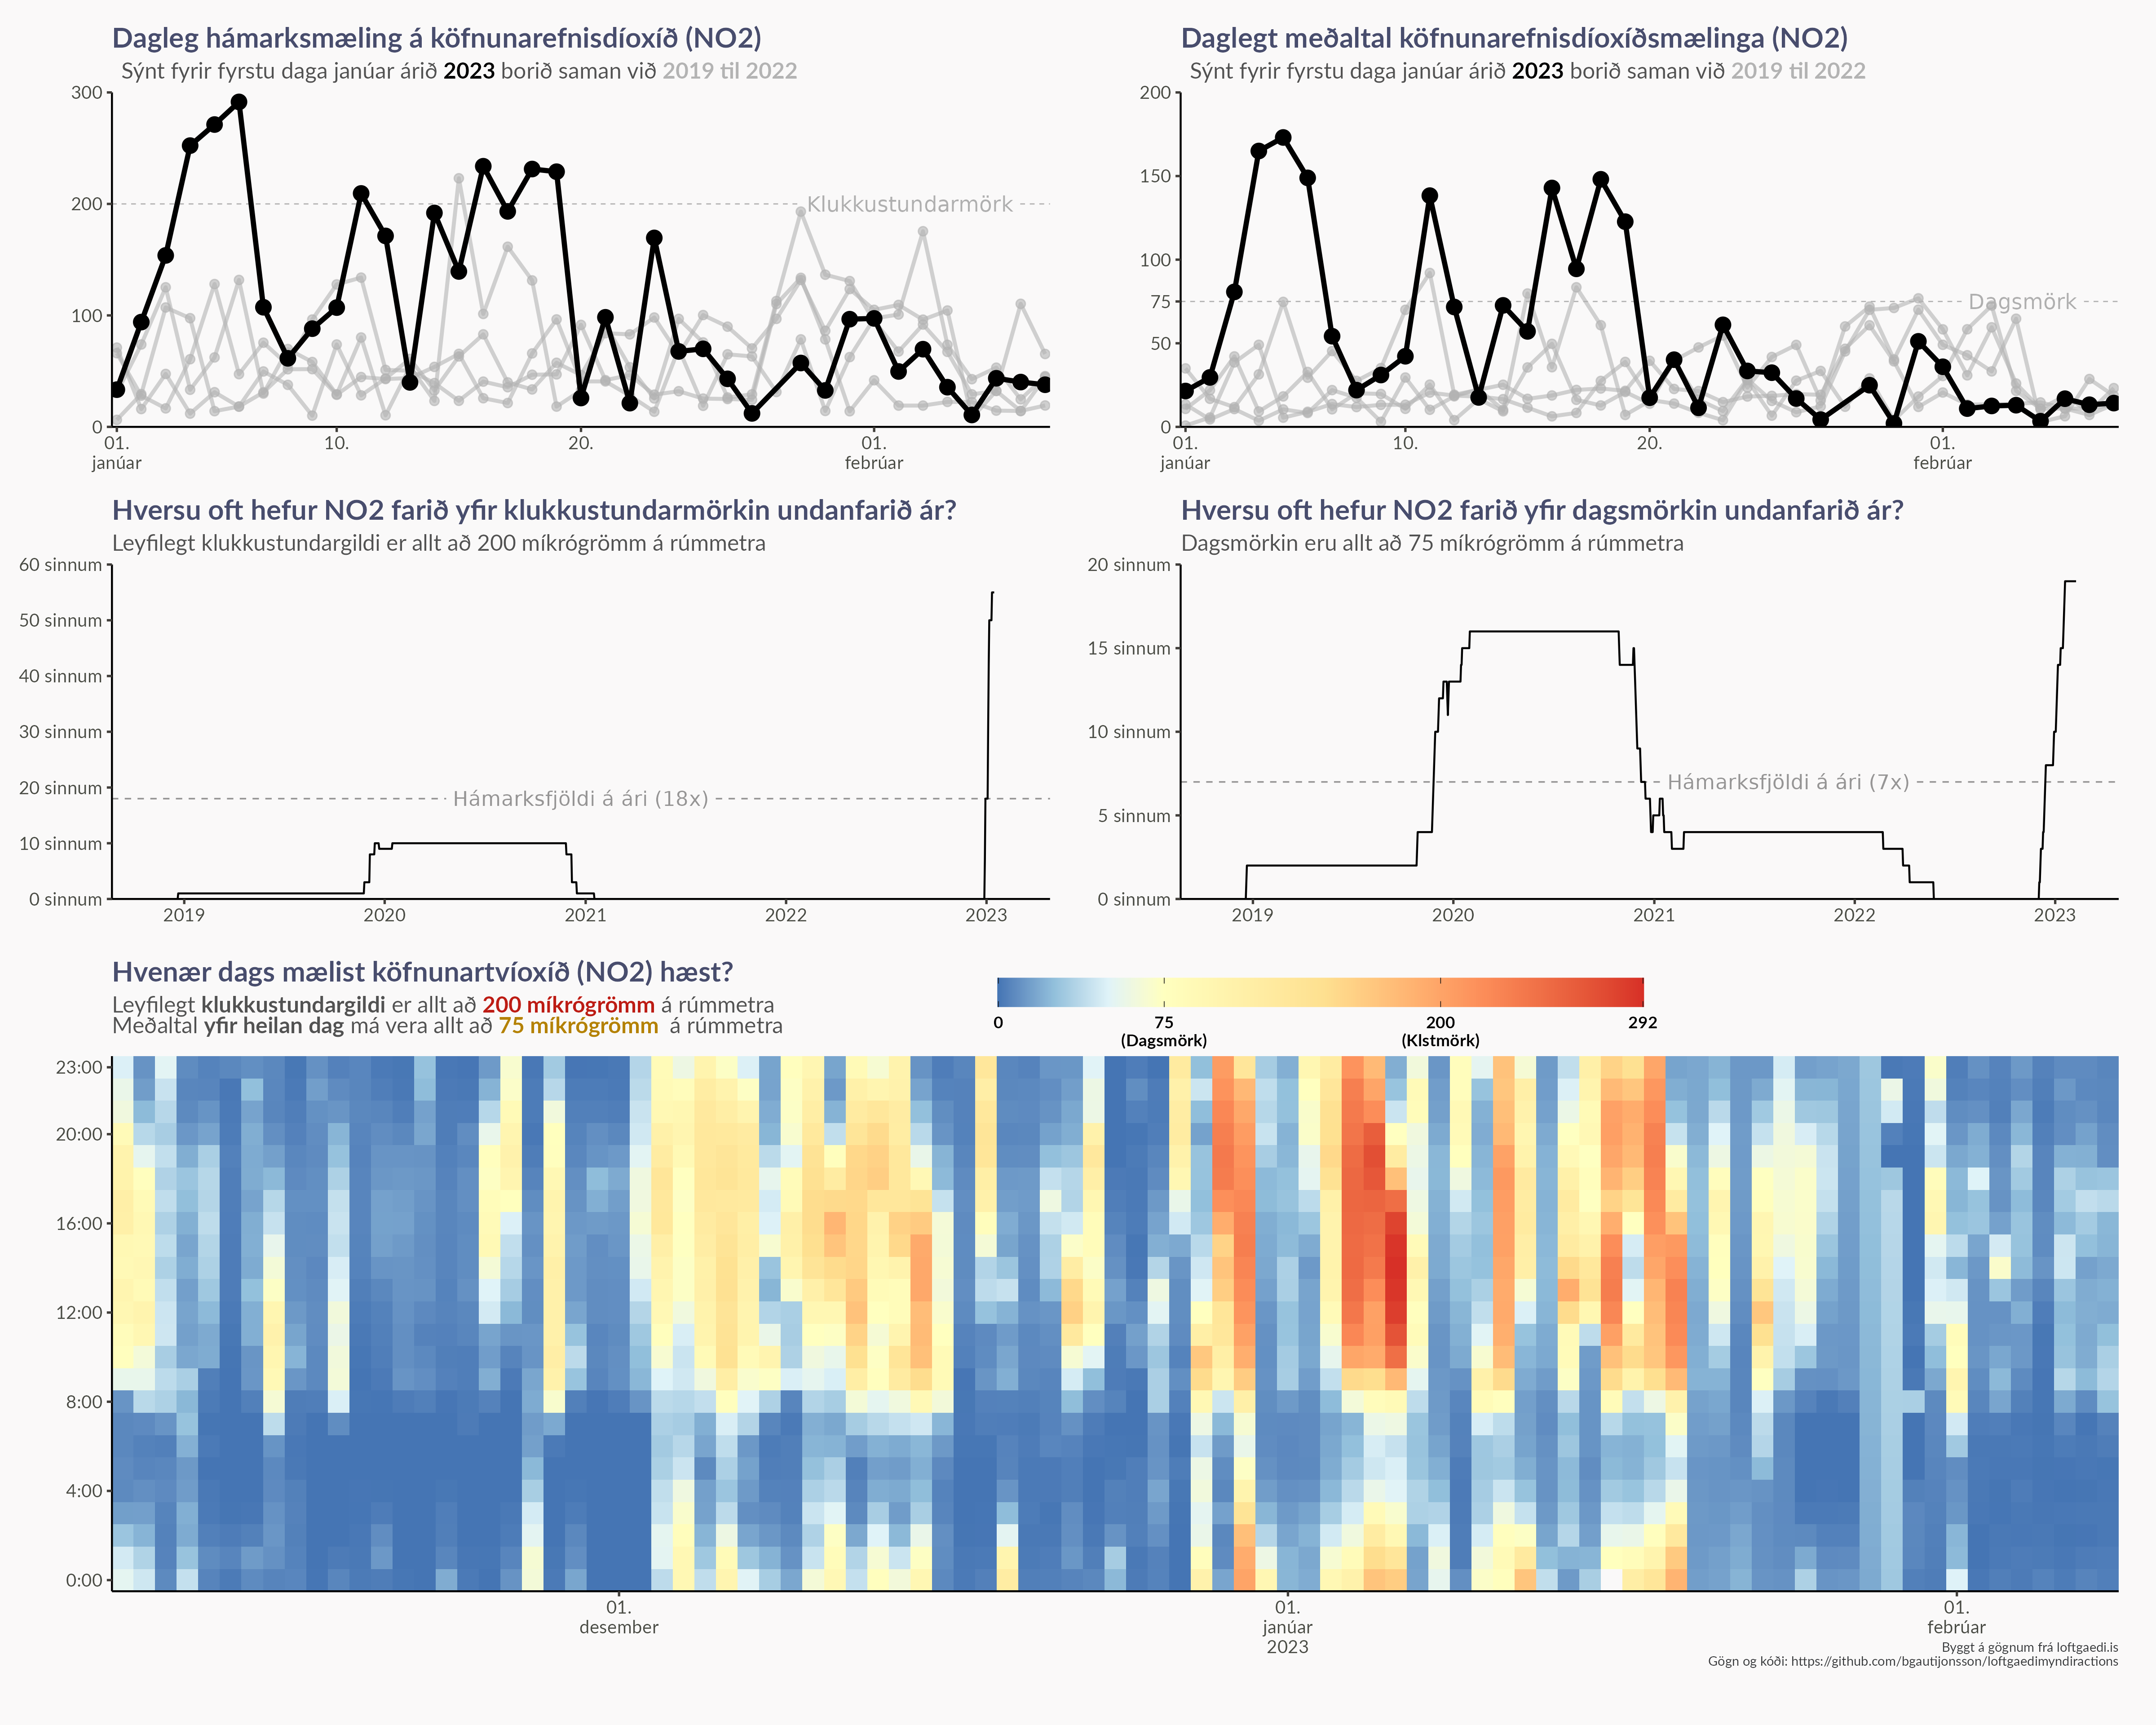 Dagleg hámarksmæling á köfnunarefnisdíoxíð (NO2)
Sýnt fyrir fyrstu daga janúar árið 2023 borið saman við 2019 til 2022
300
200
100
0
Klukkustundarmörk
01.
janúar
10.
20.
01.
febrúar
Daglegt meðaltal köfnunarefnisdíoxíðsmælinga (NO2)
Sýnt fyrir fyrstu daga janúar árið 2023 borið saman við 2019 til 2022
200
150
100
75
50
0
Dagsmörk
01.
janúar
10.
20.
01.
febrúar
Hversu oft hefur NO2 farið yfir klukkustundarmörkin undanfarið ár?
Leyfilegt klukkustundargildi er allt að 200 míkrógrömm á rúmmetra
60 sinnum
50 sinnum
40 sinnum
30 sinnum
20 sinnum
10 sinnum
0 sinnum
Hámarksfjöldi á ári (18x)
2019
2020
2021
2022
2023
Hversu oft hefur NO2 farið yfir dagsmörkin undanfarið ár?
Dagsmörkin eru allt að 75 míkrógrömm á rúmmetra
20 sinnum
15 sinnum
10 sinnum
5 sinnum
0 sinnum
Hámarksfjöldi á ári (7x)
2019
2020
2021
2022
2023
Hvenær dags mælist köfnunartvíoxíð (NO2) hæst?
Leyfilegt klukkustundargildi er allt að 200 míkrógrömm á rúmmetra
Meðaltal yfir heilan dag má vera allt að 75 míkrógrömm á rúmmetra
0
75
(Dagsmörk)
200
(Klstmörk)
292
23:00
20:00
16:00
12:00
8:00
4:00
0:00
01.
desember
01.
janúar
2023
01.
febrúar
Byggt á gögnum frá loftgaedi.is
Gögn og kóði: https://github.com/bgautijonsson/loftgaedimyndiractions